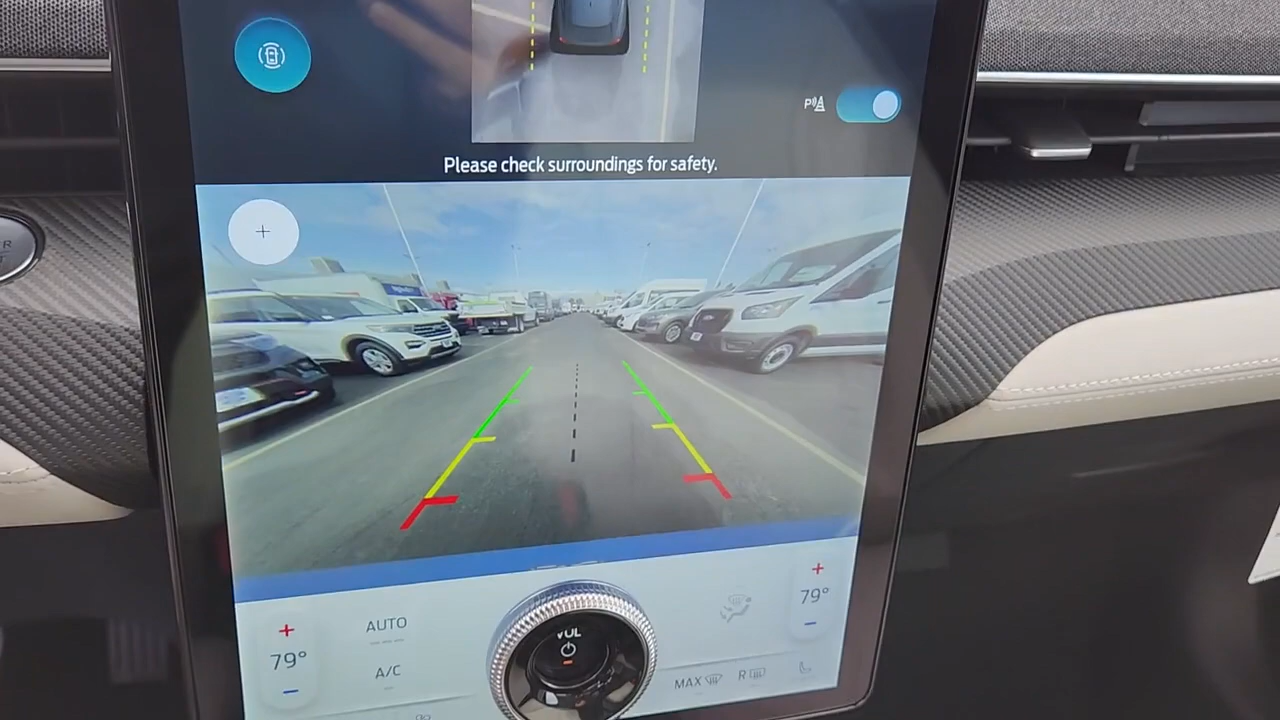 P
Please check surroundings for safety.
+
+
79°
+
79°
AUTO
A/C
VOL
MAX
R